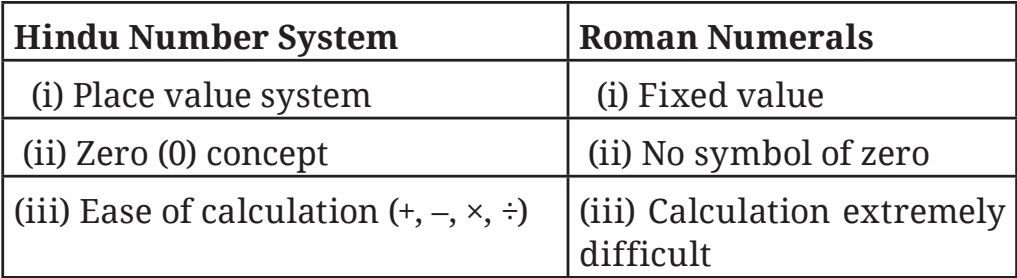 Hindu Number System Roman Numerals
(i) Place value system (i) Fixed value
(ii) Zero (0) concept (ii) No symbol of zero
(iii) Ease of calculation (+, –, ×, ÷) (iii) Calculation extremely
difficult